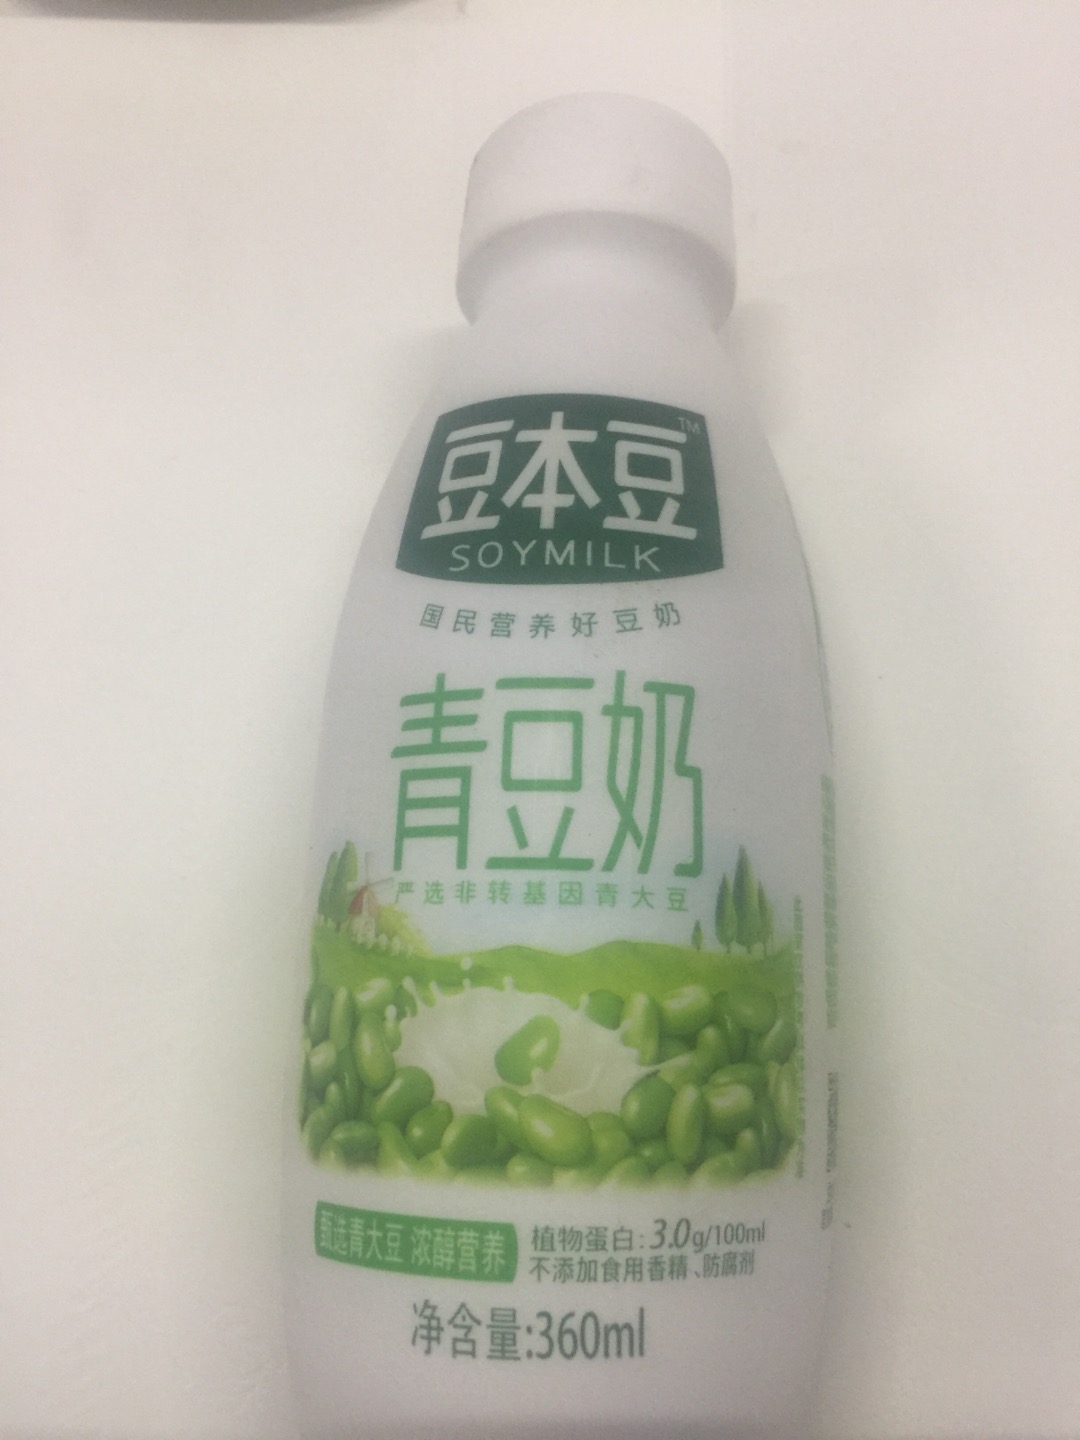 豆本豆™
SOYMILK
国民营养好豆奶
青豆奶
严选非转基因青大豆
甄选青大豆 浓醇营养
植物蛋白:3.0g/100ml
不添加食用香精、防腐剂
净含量:360ml